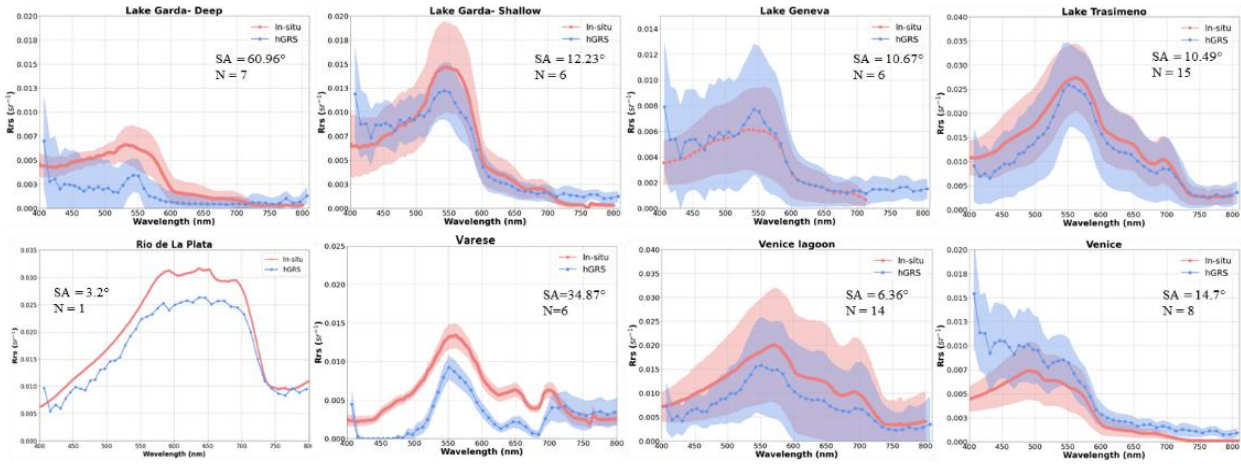 Lake Garda- Deep
0.020
0.018
0.015
0.013
0.010
0.007
0.005
0.003
0.000
Rrs (sr⁻¹)
In-situ
hGRS
SA = 60.96°
N = 7
400 450 500 550 600 650 700 750 800
Wavelength (nm)
Lake Garda- Shallow
0.020
0.018
0.015
0.013
0.010
0.007
0.005
0.003
0.000
Rrs (sr⁻¹)
In-situ
hGRS
SA = 12.23°
N = 6
400 450 500 550 600 650 700 750 800
Wavelength (nm)
Lake Geneva
0.014
0.012
0.010
0.008
0.006
0.004
0.002
0.000
Rrs (sr⁻¹)
In-situ
hGRS
SA = 10.67°
N = 6
400 450 500 550 600 650 700 750 800
Wavelength (nm)
Lake Trasimeno
0.040
0.035
0.030
0.025
0.020
0.015
0.010
0.005
0.000
Rrs (sr⁻¹)
In-situ
hGRS
SA = 10.49°
N = 15
400 450 500 550 600 650 700 750 800
Wavelength (nm)
Rio de La Plata
0.035
0.030
0.025
0.020
0.015
0.010
0.005
0.000
Rrs (sr⁻¹)
In-situ
hGRS
SA = 3.2°
N = 1
400 450 500 550 600 650 700 750 800
Wavelength (nm)
Varese
0.025
0.020
0.015
0.010
0.005
0.000
Rrs (sr⁻¹)
In-situ
hGRS
SA=34.87°
N=6
400 450 500 550 600 650 700 750 800
Wavelength (nm)
Venice lagoon
0.040
0.035
0.030
0.025
0.020
0.015
0.010
0.005
0.000
Rrs (sr⁻¹)
In-situ
hGRS
SA = 6.36°
N = 14
400 450 500 550 600 650 700 750 800
Wavelength (nm)
Venice
0.020
0.018
0.015
0.013
0.010
0.007
0.005
0.003
0.000
Rrs (sr⁻¹)
In-situ
hGRS
SA = 14.7°
N = 8
400 450 500 550 600 650 700 750 800
Wavelength (nm)